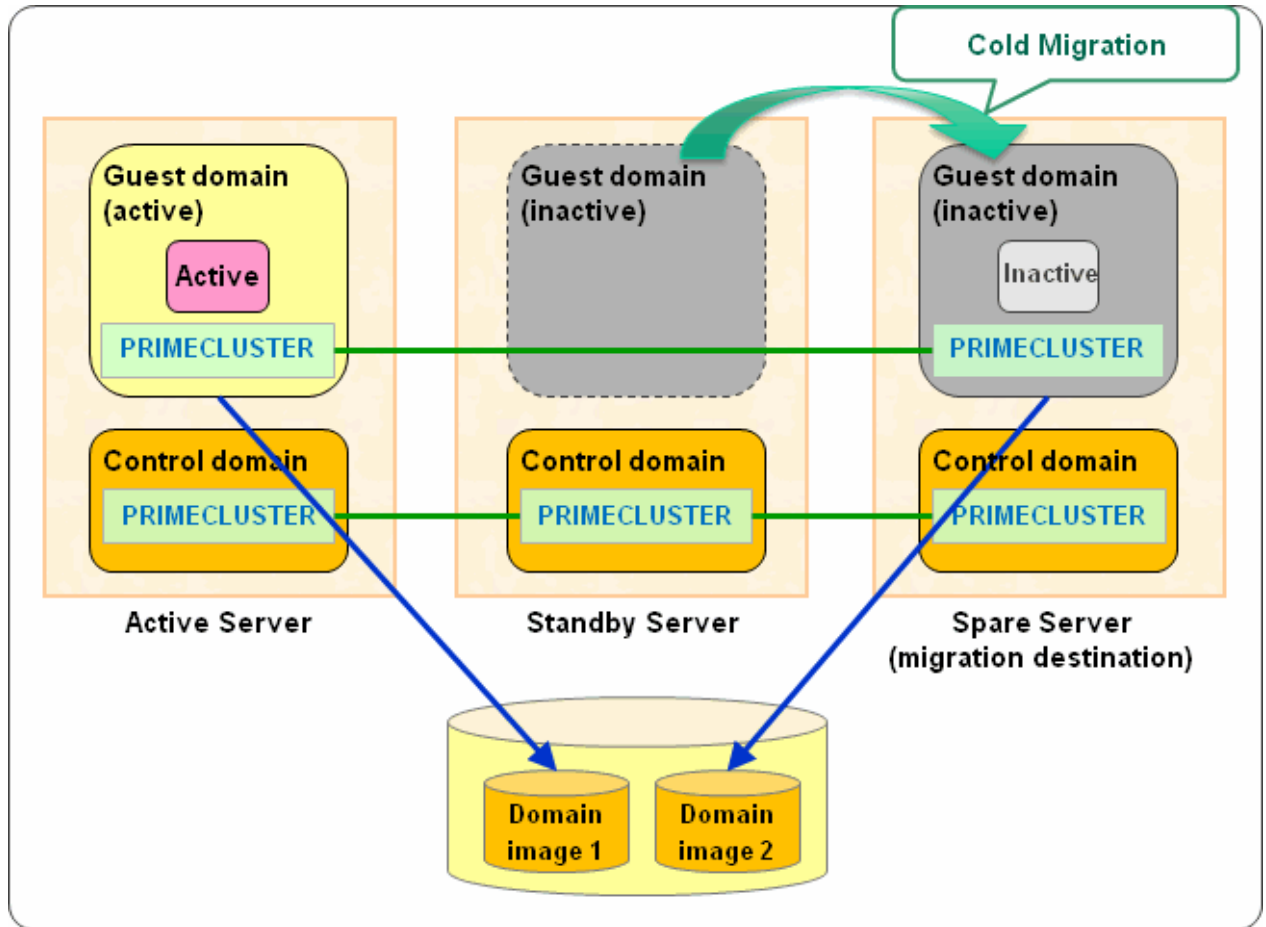 Cold Migration
Guest domain
(active)
Active
PRIMECLUSTER
Control domain
PRIMECLUSTER
Active Server
Guest domain
(inactive)
Control domain
PRIMECLUSTER
Standby Server
Guest domain
(inactive)
Inactive
PRIMECLUSTER
Control domain
PRIMECLUSTER
Spare Server
(migration destination)
Domain
image 1
Domain
image 2